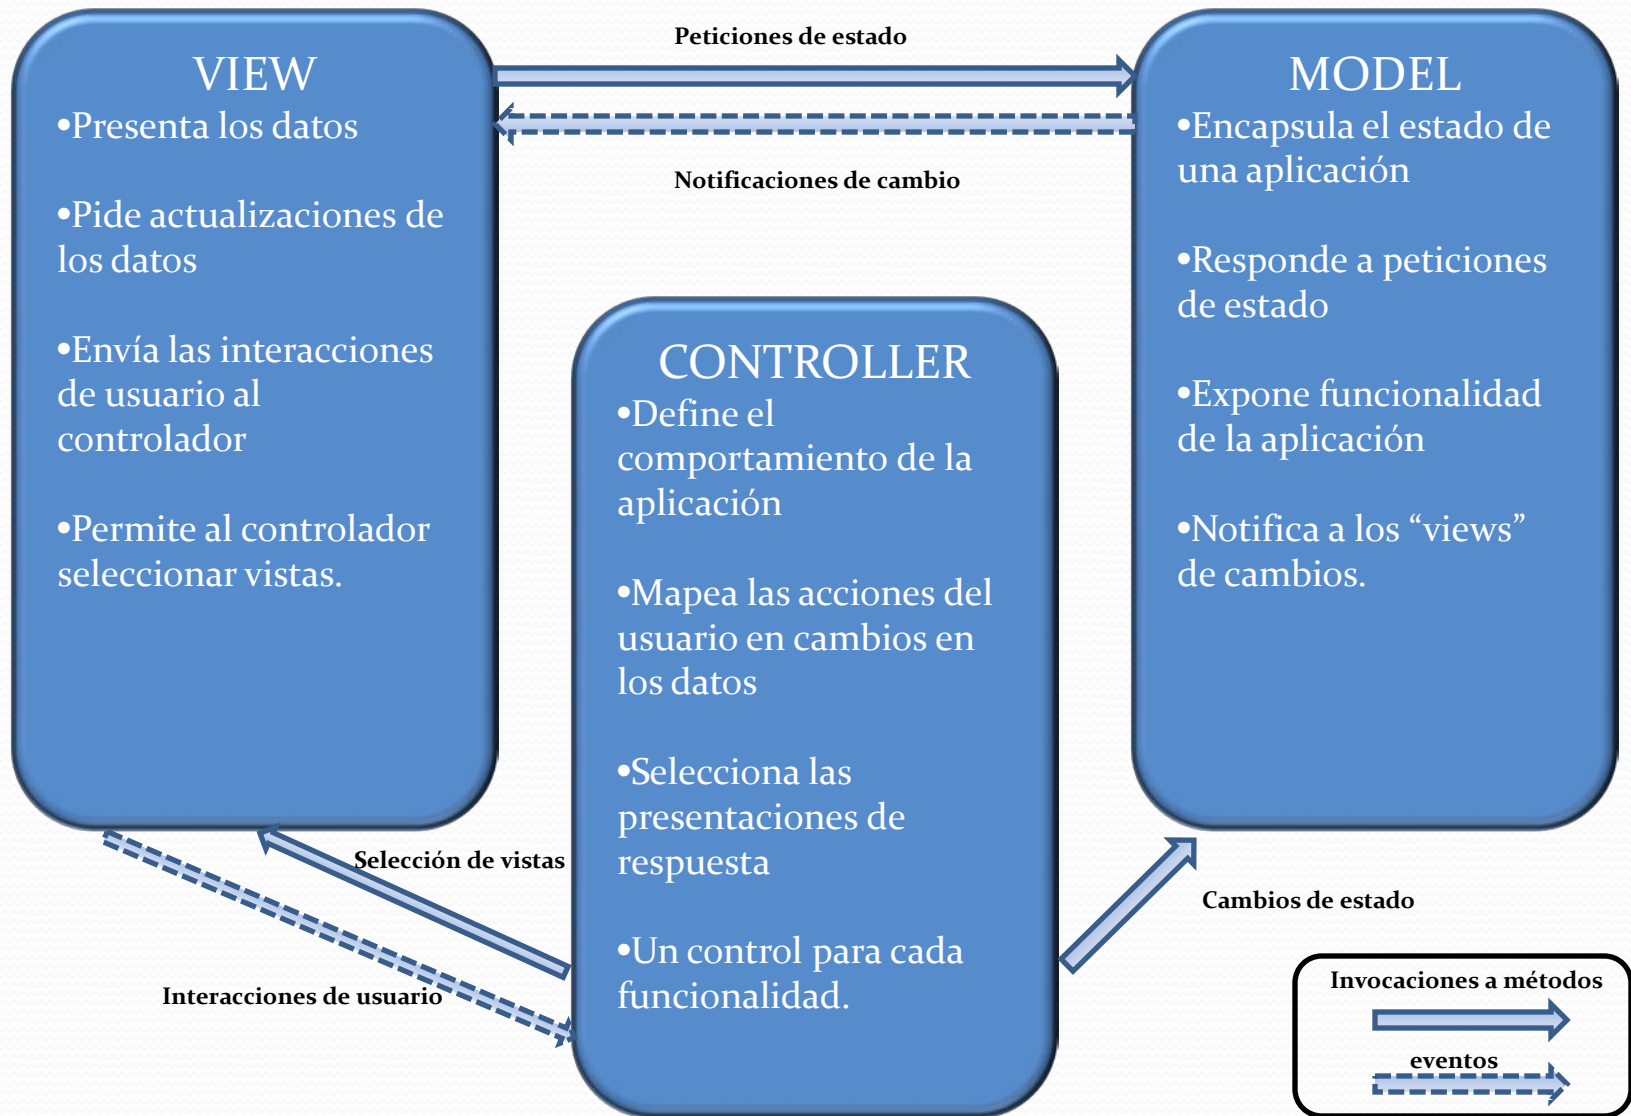 Peticiones de estado
Notificaciones de cambio
VIEW
•Presenta los datos
•Pide actualizaciones de
los datos
•Envía las interacciones
de usuario al
controlador
•Permite al controlador
seleccionar vistas.
MODEL
•Encapsula el estado de
una aplicación
•Responde a peticiones
de estado
•Expone funcionalidad
de la aplicación
•Notifica a los “views”
de cambios.
CONTROLLER
•Define el
comportamiento de la
aplicación
•Mapea las acciones del
usuario en cambios en
los datos
•Selecciona las
presentaciones de
respuesta
•Un control para cada
funcionalidad.
Selección de vistas
Interacciones de usuario
Cambios de estado
Invocaciones a métodos
eventos